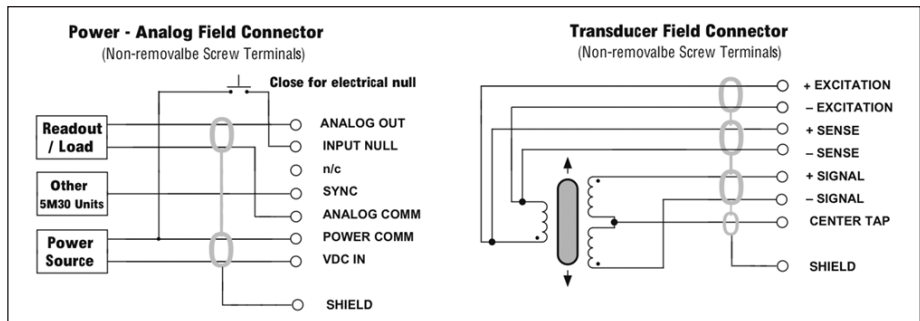 Power - Analog Field Connector
(Non-removalbe Screw Terminals)
Close for electrical null
Readout
/ Load
Other
5M30 Units
Power
Source
ANALOG OUT
INPUT NULL
n/c
SYNC
ANALOG COMM
POWER COMM
VDC IN
SHIELD
Transducer Field Connector
(Non-removalbe Screw Terminals)
+ EXCITATION
– EXCITATION
+ SENSE
– SENSE
+ SIGNAL
– SIGNAL
CENTER TAP
SHIELD